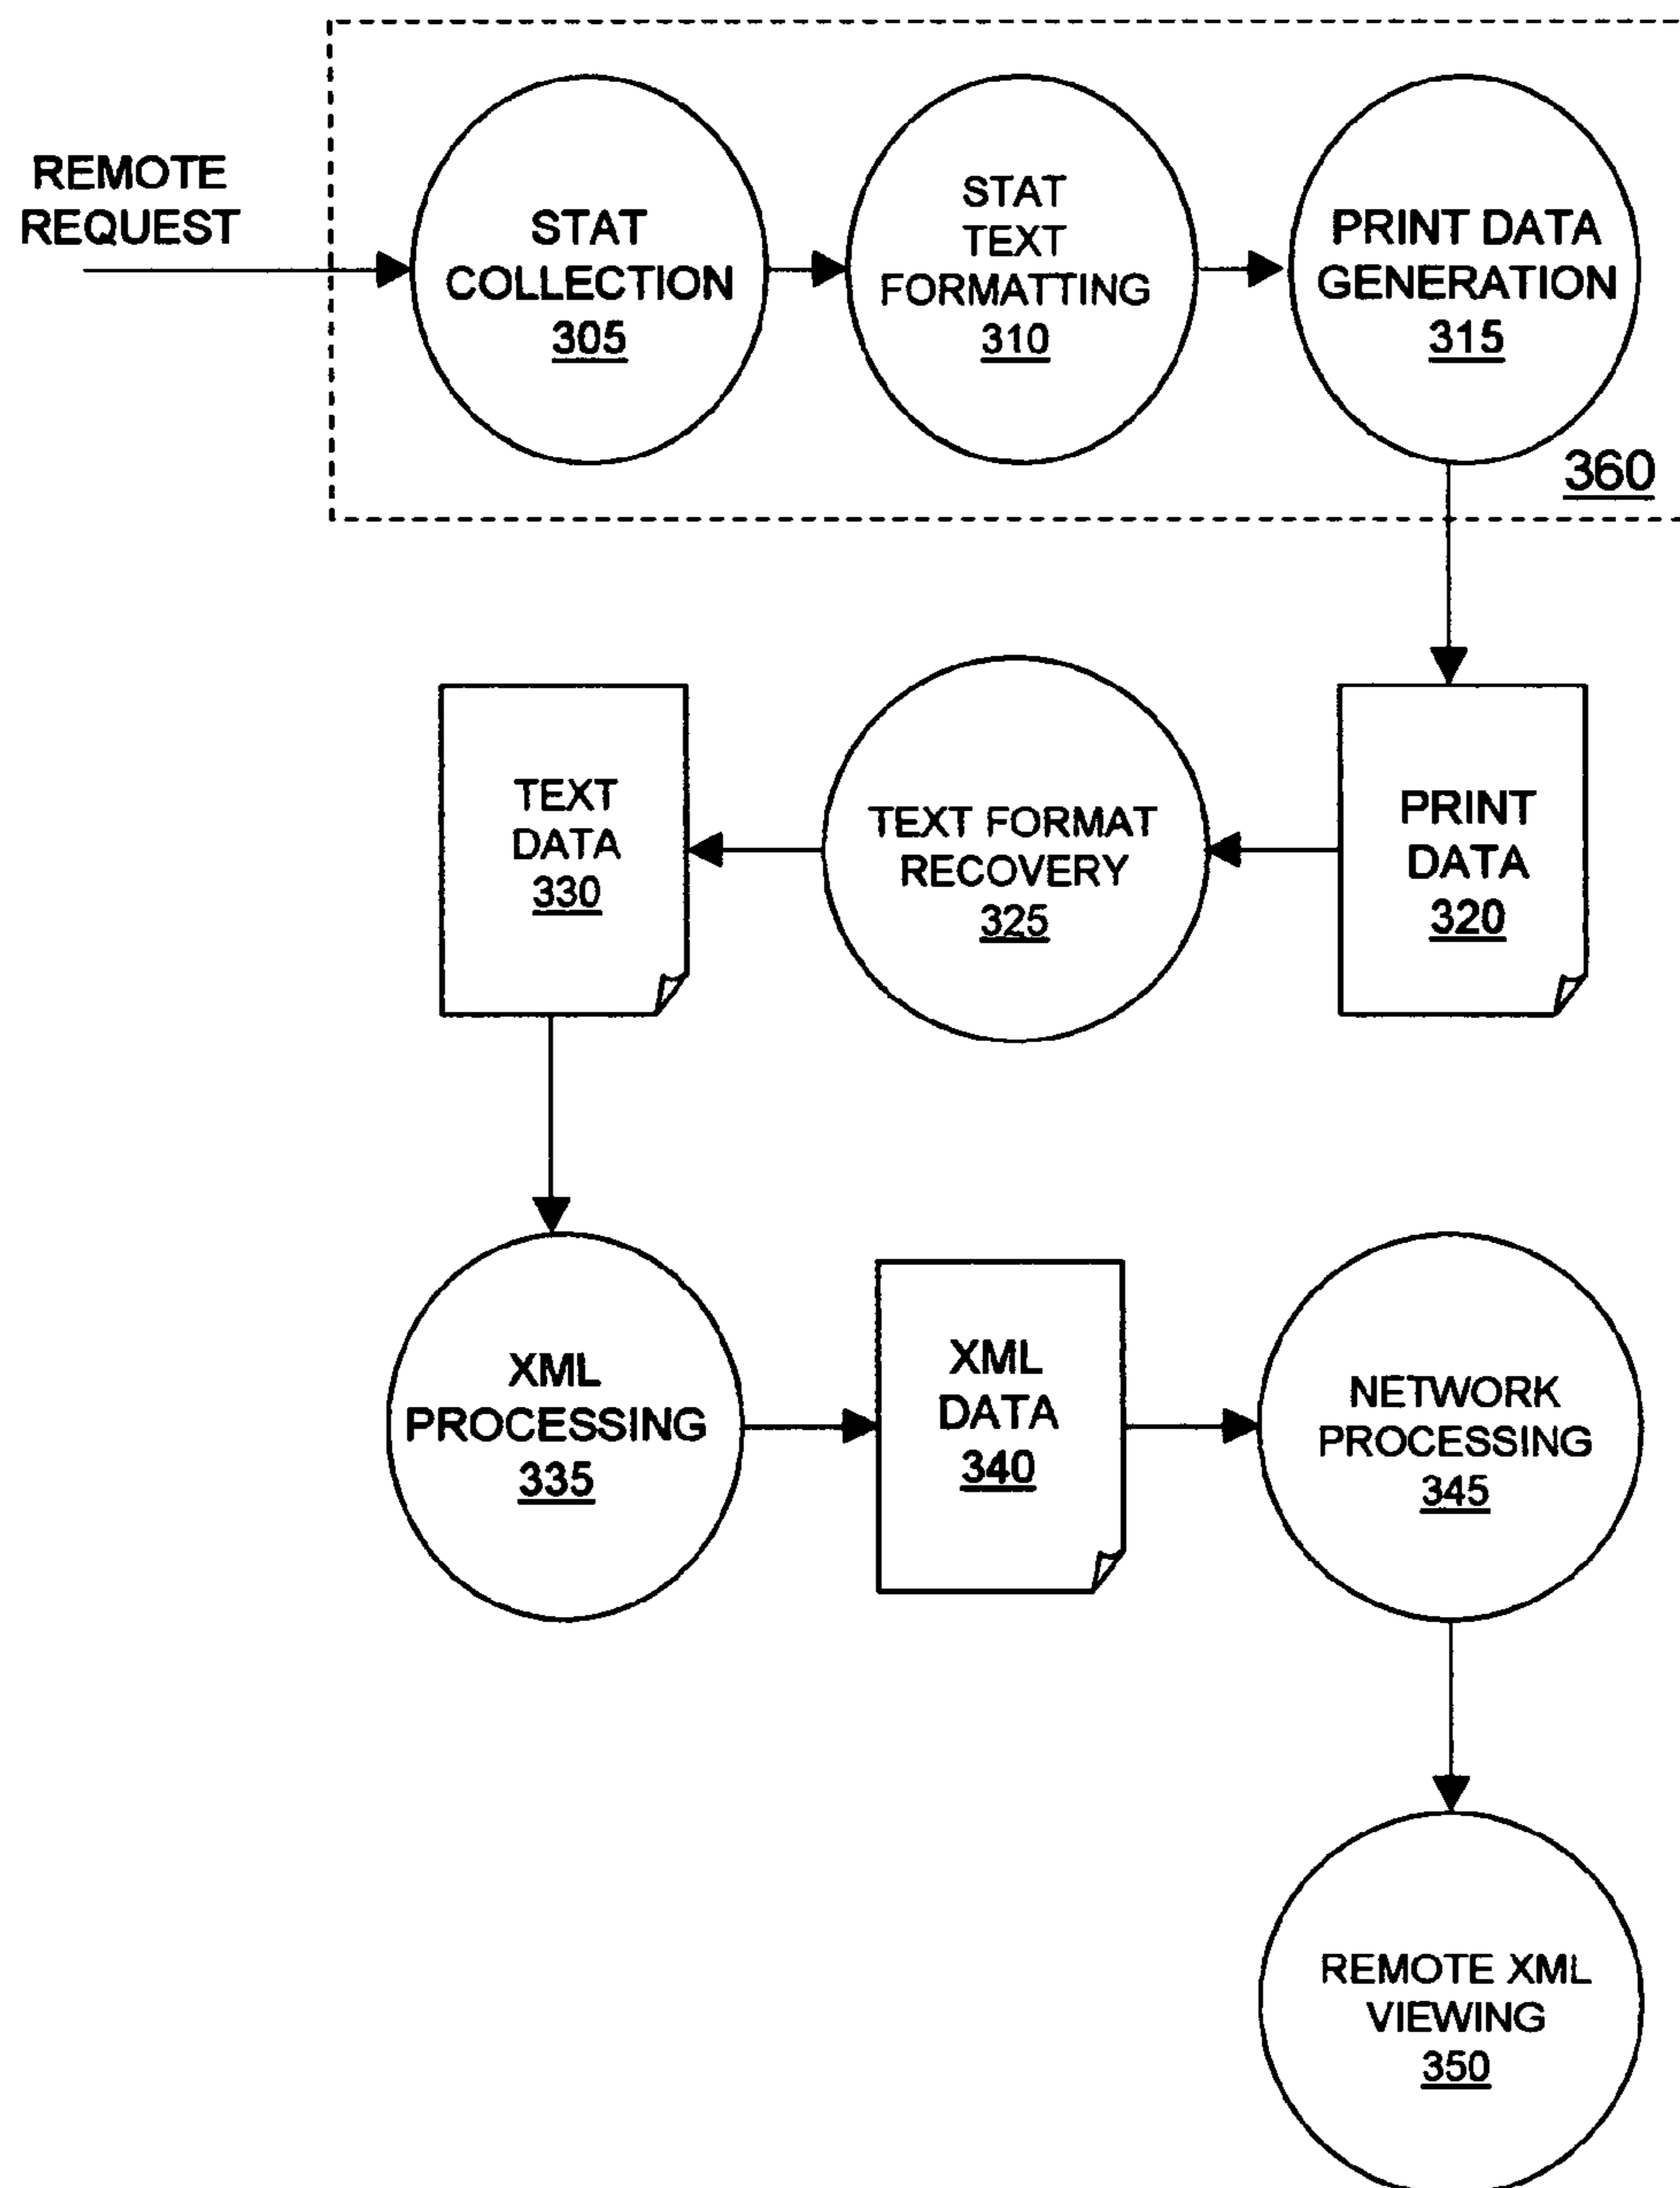 REMOTE
REQUEST
STAT
COLLECTION
305
STAT
TEXT
FORMATTING
310
PRINT DATA
GENERATION
315
360
TEXT
DATA
330
TEXT FORMAT
RECOVERY
325
PRINT
DATA
320
XML
PROCESSING
335
XML
DATA
340
NETWORK
PROCESSING
345
REMOTE XML
VIEWING
350